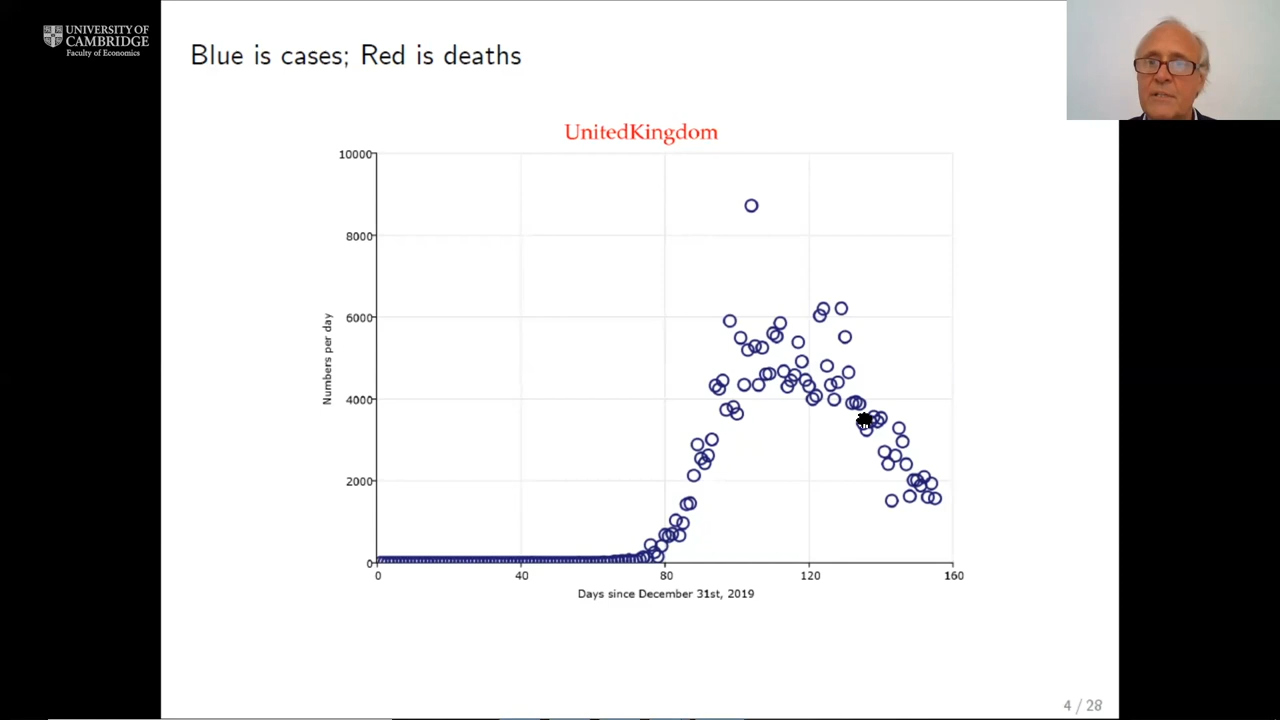 UNIVERSITY OF
CAMBRIDGE
Faculty of Economics
Blue is cases; Red is deaths
UnitedKingdom
10000
8000
6000
4000
2000
0
Numbers per day
0 40 80 120 160
Days since December 31st, 2019
4 / 28